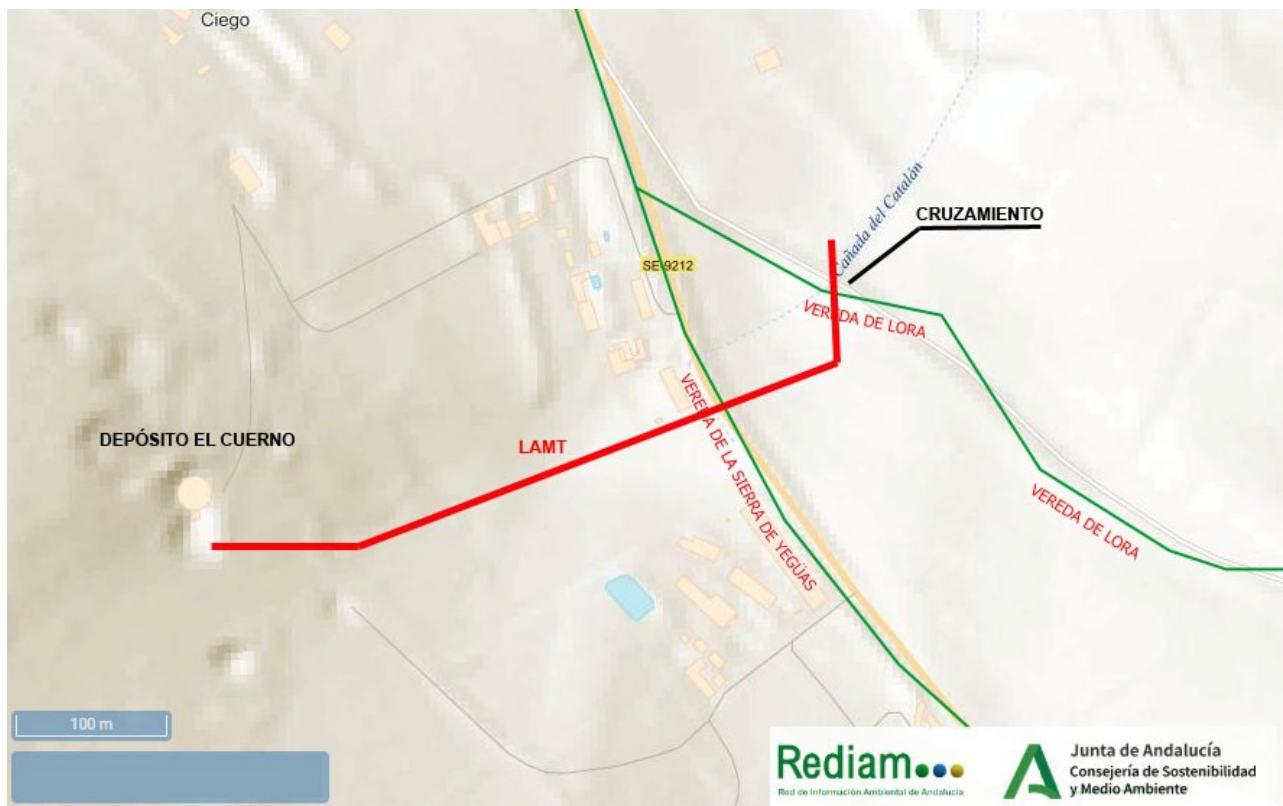 Ciego
Cañada del Catalán
CRUZAMIENTO
SE-9212
VEREDA DE LORA
DEPÓSITO EL CUERNO
LAMT
VEREDA DE LA SIERRA DE YEGÜAS
VEREDA DE LORA
100 m
Rediam
Red de Información Ambiental de Andalucía
Junta de Andalucía
Consejería de Sostenibilidad
y Medio Ambiente